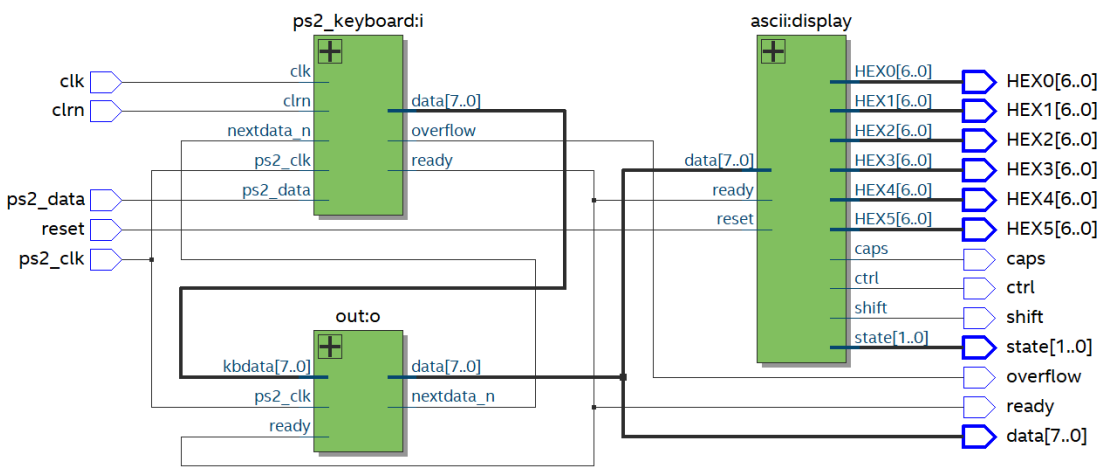 ps2_keyboard:i
ascii:display
clk
clrn
ps2_data
reset
ps2_clk
clk
clrn
nextdata_n
ps2_clk
ps2_data
data[7..0]
overflow
ready
out:o
kbdata[7..0]
ps2_clk
ready
data[7..0]
nextdata_n
data[7..0]
ready
reset
HEX0[6..0]
HEX1[6..0]
HEX2[6..0]
HEX3[6..0]
HEX4[6..0]
HEX5[6..0]
caps
ctrl
shift
state[1..0]
HEX0[6..0]
HEX1[6..0]
HEX2[6..0]
HEX3[6..0]
HEX4[6..0]
HEX5[6..0]
caps
ctrl
shift
state[1..0]
overflow
ready
data[7..0]